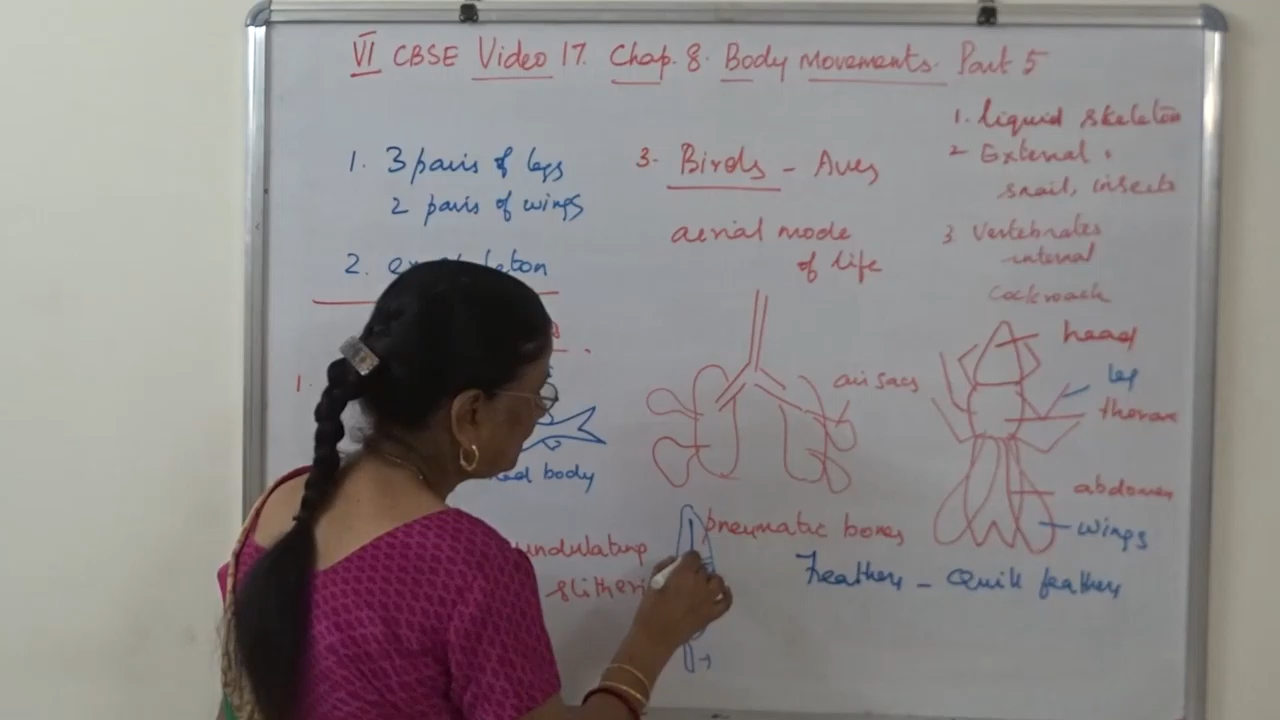 VI CBSE Video 17. Chap. 8. Body Movements. Part 5
1. 3 pairs of legs
2 pairs of wings
2.
1.
body
undulating
3. Birds - Aves
aerial mode
of life
air sacs
pneumatic bones
Feathers - Quill feathers
1. liquid skeleton
2 External
snail, insects
3 Vertebrates
internal
Cockroach
head
leg
thorax
abdomen
wings